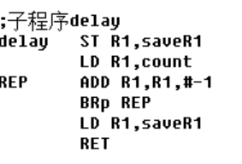 ;子程序delay
delay ST R1,saveR1
LD R1,count
REP ADD R1,R1,#-1
BRp REP
LD R1,saveR1
RET